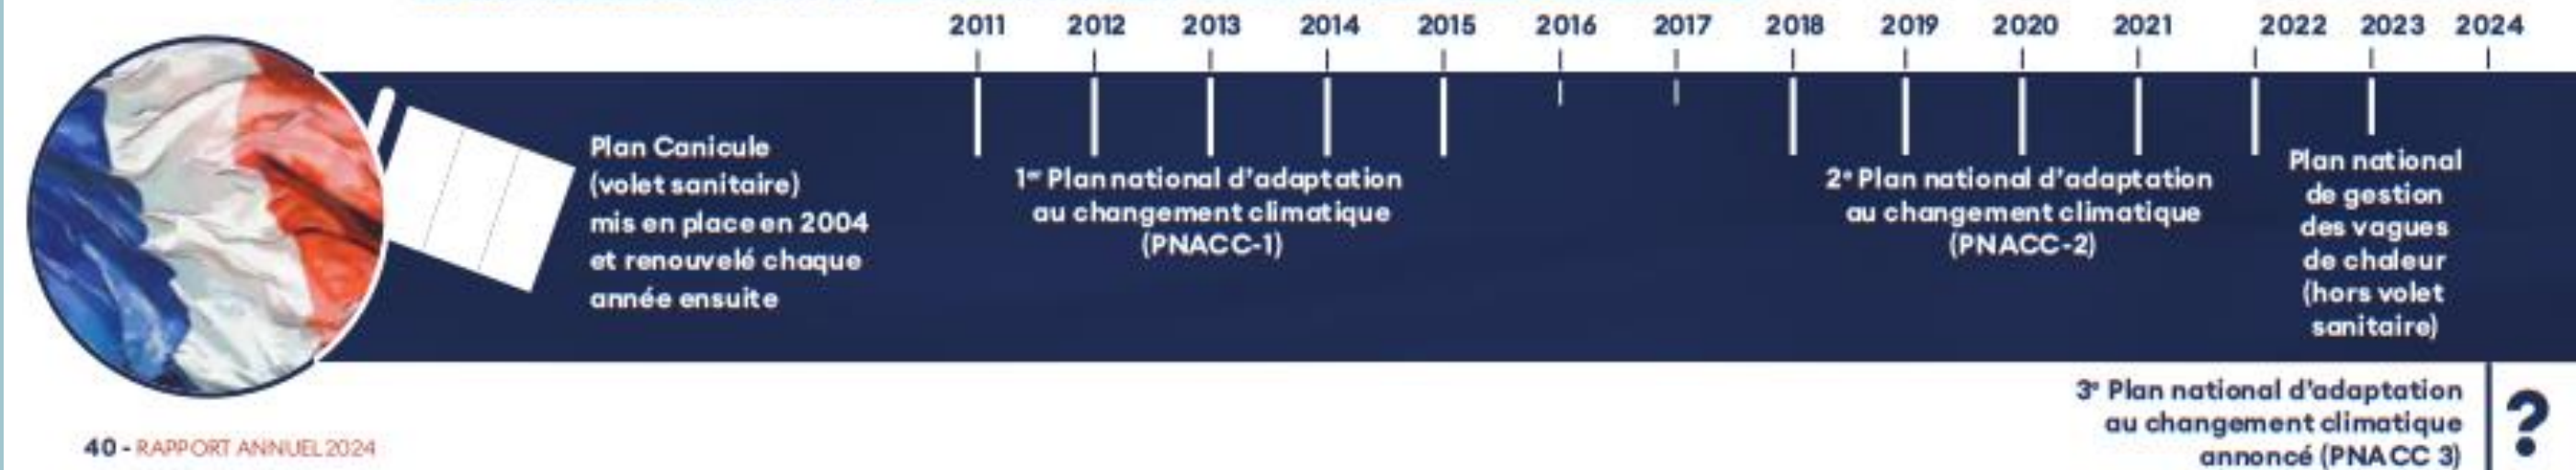 2011 2012 2013 2014 2015 2016 2017 2018 2019 2020 2021 2022 2023 2024
Plan Canicule
(volet sanitaire)
mis en place en 2004
et renouvelé chaque
année ensuite
1er Plan national d'adaptation
au changement climatique
(PNACC-1)
2e Plan national d'adaptation
au changement climatique
(PNACC-2)
Plan national
de gestion
des vagues
de chaleur
(hors volet
sanitaire)
3e Plan national d'adaptation
au changement climatique
annoncé (PNACC 3)
?
40 - RAPPORT ANNUEL 2024